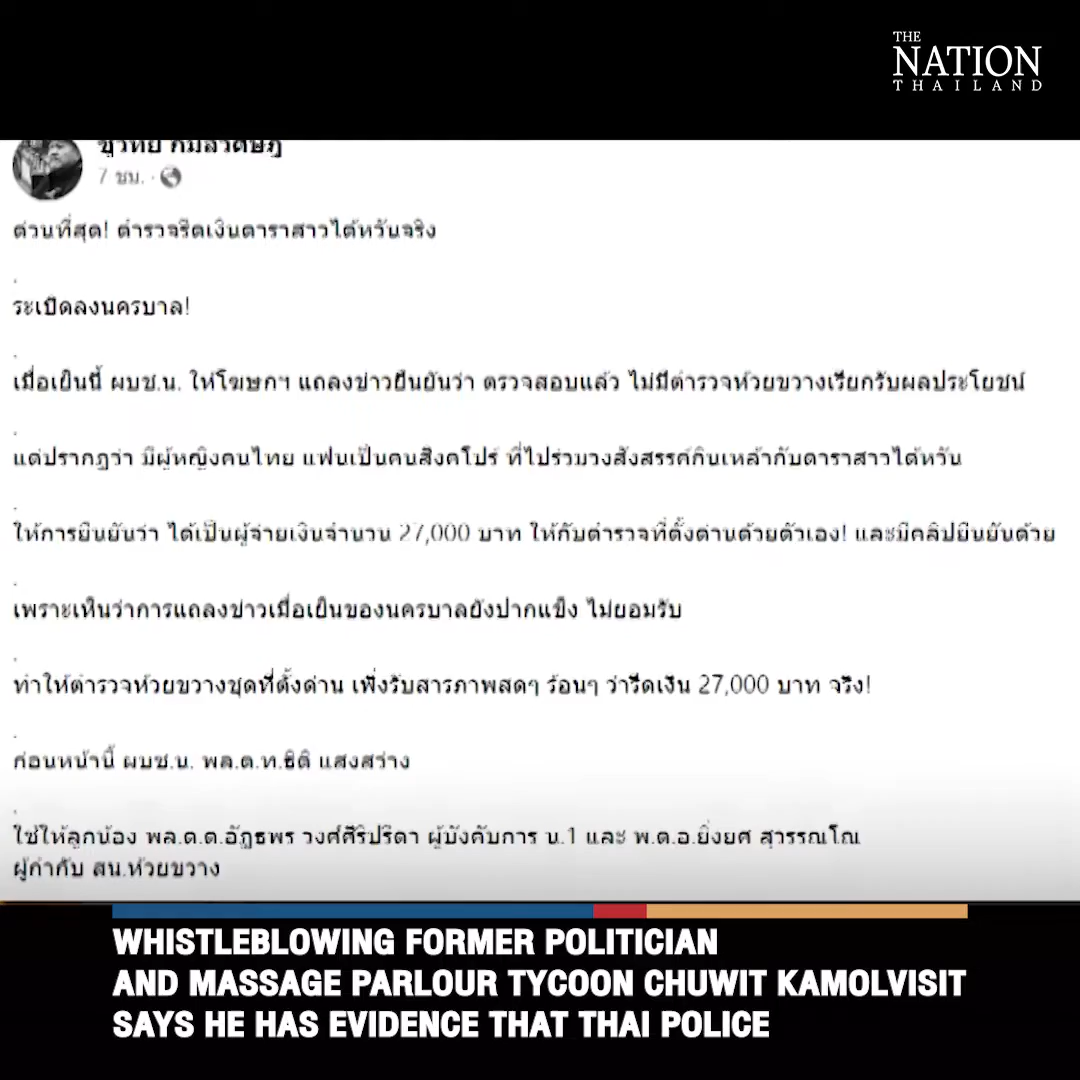 THE
NATION
THAILAND
ชูวิทย์ กมลวิศิษฎ์
7 ชม. ·
ด่วนที่สุด! ตำรวจรีดเงินดาราสาวไต้หวันจริง
.
ระเบิดลงนครบาล!
.
เมื่อเย็นนี้ ผบช.น. ให้โฆษกฯ แถลงข่าวยืนยันว่า ตรวจสอบแล้ว ไม่มีตำรวจห้วยขวางเรียกรับผลประโยชน์
.
แต่ปรากฏว่า มีผู้หญิงคนไทย แฟนเป็นคนสิงคโปร์ ที่ไปร่วมวงสังสรรค์กินเหล้ากับดาราสาวไต้หวัน
.
ให้การยืนยันว่า ได้เป็นผู้จ่ายเงินจำนวน 27,000 บาท ให้กับตำรวจที่ตั้งด่านด้วยตัวเอง! และมีคลิปยืนยันด้วย
.
เพราะเห็นว่าการแถลงข่าวเมื่อเย็นของนครบาลยังปากแข็ง ไม่ยอมรับ
.
ทำให้ตำรวจห้วยขวางชุดที่ตั้งด่าน เพิ่งรับสารภาพสดๆ ร้อนๆ ว่ารีดเงิน 27,000 บาท จริง!
.
ก่อนหน้านี้ ผบช.น. พล.ต.ท.ธิติ แสงสว่าง
.
ใช้ให้ลูกน้อง พล.ต.ต.อัฏธพร วงศ์ศิริปรีดา ผู้บังคับการ น.1 และ พ.ต.อ.ยิ่งยศ สุวรรณโณ
ผู้กำกับ สน.ห้วยขวาง
WHISTLEBLOWING FORMER POLITICIAN
AND MASSAGE PARLOUR TYCOON CHUWIT KAMOLVISIT
SAYS HE HAS EVIDENCE THAT THAI POLICE